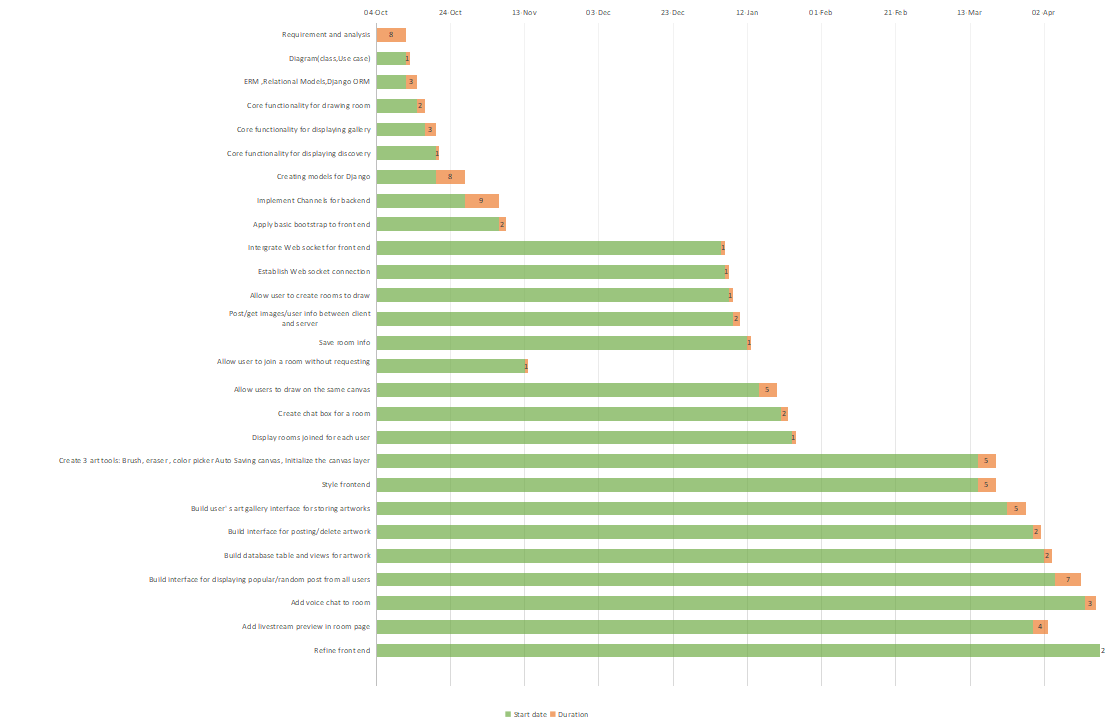 04-Oct 24-Oct 13-Nov 03-Dec 23-Dec 12-Jan 01-Feb 21-Feb 13-Mar 02-Apr
Requirement and analysis 8
Diagram(class,Use case) 1
ERM ,Relational Models,Django ORM 3
Core functionality for drawing room 2
Core functionality for displaying gallery 3
Core functionality for displaying discovery 1
Creating models for Django 8
Implement Channels for backend 9
Apply basic bootstrap to front end 2
Intergrate Web socket for front end 1
Establish Web socket connection 1
Allow user to create rooms to draw 1
Post/get images/user info between client
and server 2
Save room info 1
Allow user to join a room without requesting 1
Allow users to draw on the same canvas 5
Create chat box for a room 2
Display rooms joined for each user 1
Create 3 art tools: Brush, eraser , color picker Auto Saving canvas, Initialize the canvas layer 5
Style frontend 5
Build user' s art gallery interface for storing artworks 5
Build interface for posting/delete artwork 2
Build database table and views for artwork 2
Build interface for displaying popular/random post from all users 7
Add voice chat to room 3
Add livestream preview in room page 4
Refine front end 2
Start date Duration